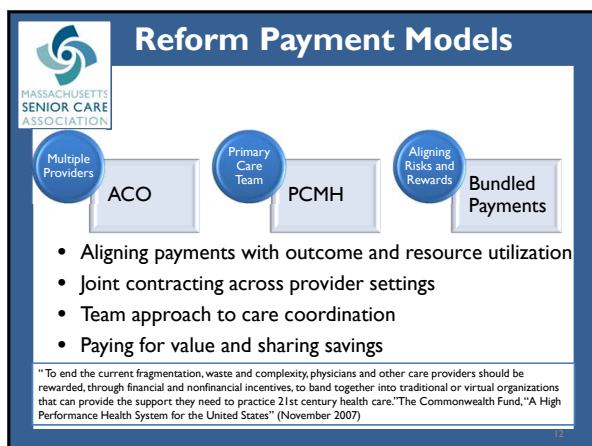 Reform Payment Models
MASSACHUSETTS
SENIOR CARE
ASSOCIATION
Multiple
Providers
ACO
Primary
Care
Team
PCMH
Aligning
Risks and
Rewards
Bundled
Payments
• Aligning payments with outcome and resource utilization
• Joint contracting across provider settings
• Team approach to care coordination
• Paying for value and sharing savings
“ To end the current fragmentation, waste and complexity, physicians and other care providers should be
rewarded, through financial and nonfinancial incentives, to band together into traditional or virtual organizations
that can provide the support they need to practice 21st century health care.” The Commonwealth Fund, “A High
Performance Health System for the United States” (November 2007)
12